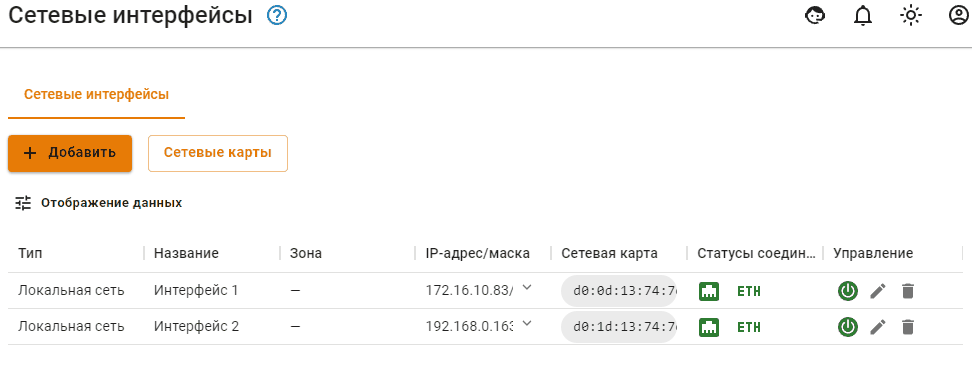 Сетевые интерфейсы
Сетевые интерфейсы
Добавить
Сетевые карты
Отображение данных
Тип Название Зона IP-адрес/маска Сетевая карта Статусы соедин... Управление
Локальная сеть Интерфейс 1 — 172.16.10.83/ d0:0d:13:74:7 ETH
Локальная сеть Интерфейс 2 — 192.168.0.163 d0:1d:13:74:7 ETH